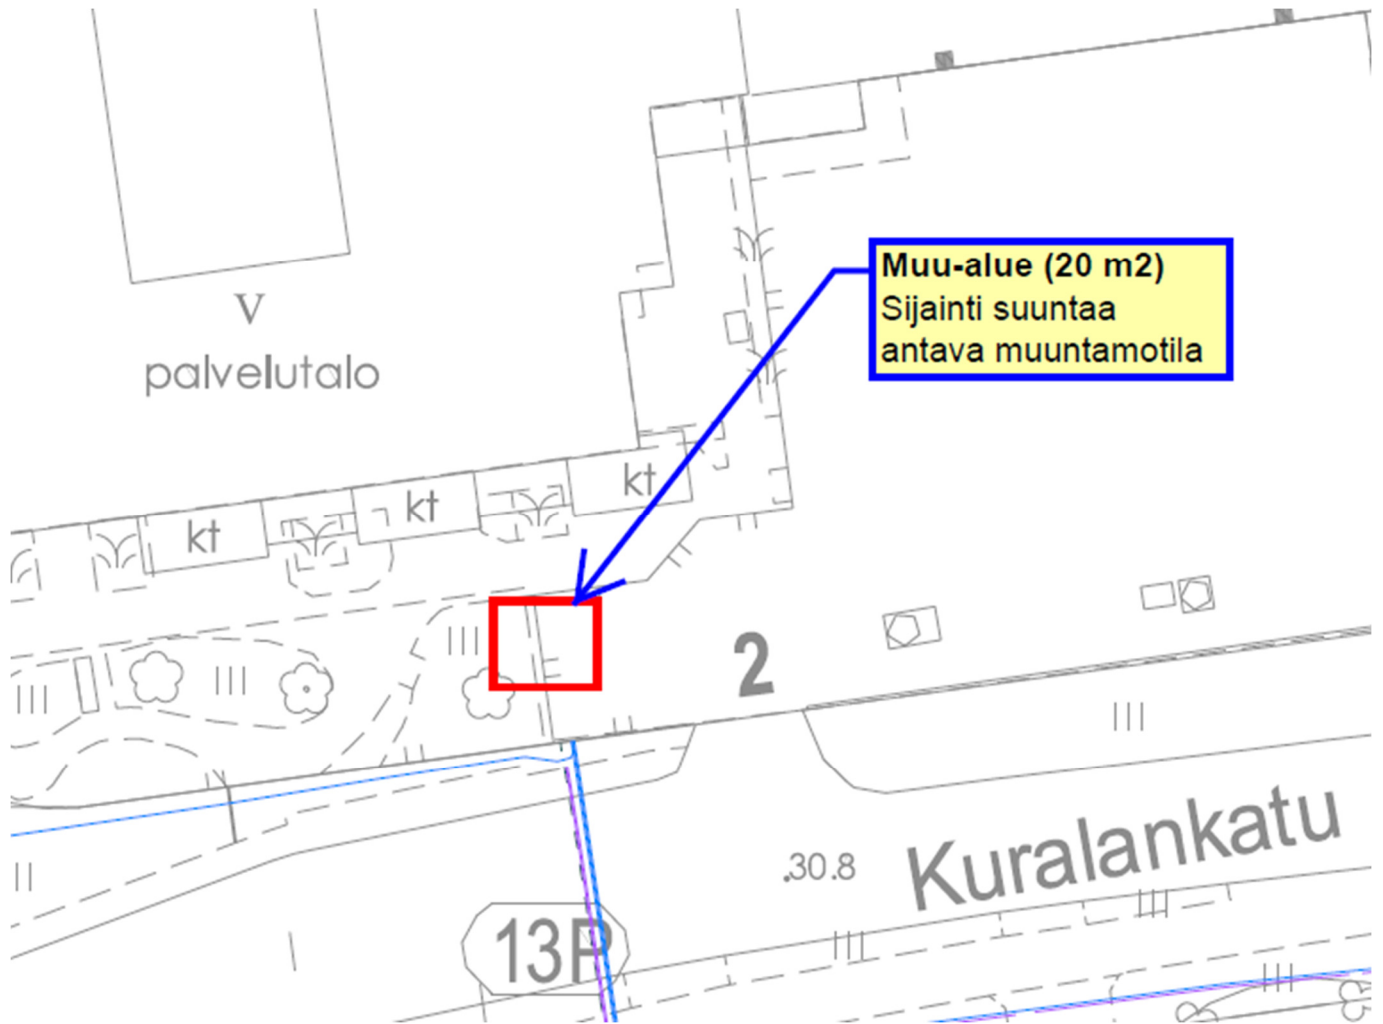 Muu-alue (20 m2)
Sijainti suuntaa
antava muuntamotila
V
palvelutalo
kt
kt
kt
2
Kuralankatu
.30.8
13P